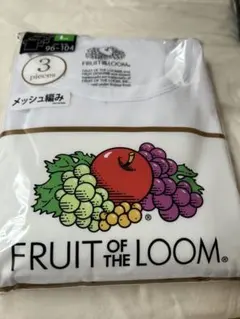 L
96-104
3
pieces
メッシュ編み
FRUIT OF THE LOOM®
FRUIT OF THE LOOM®